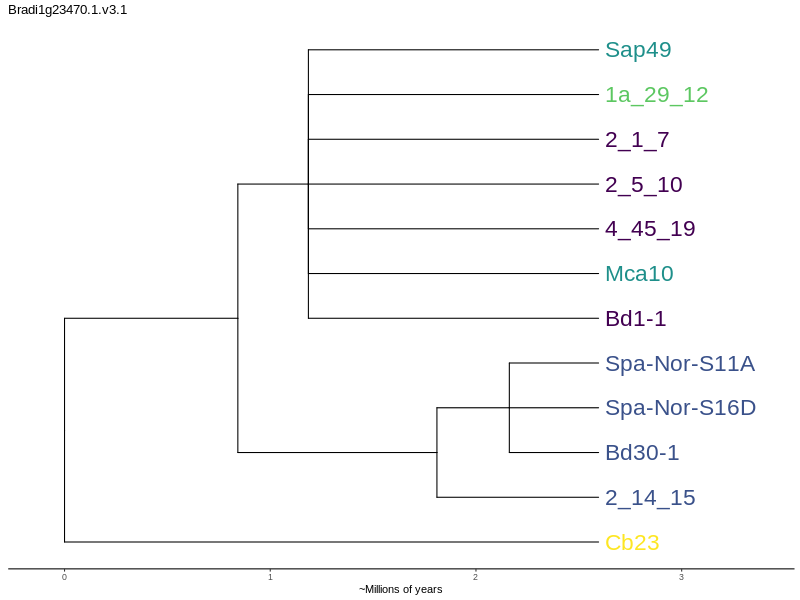 Bradi1g23470.1.v3.1
Sap49
1a_29_12
2_1_7
2_5_10
4_45_19
Mca10
Bd1-1
Spa-Nor-S11A
Spa-Nor-S16D
Bd30-1
2_14_15
Cb23
0 1 2 3
~Millions of years